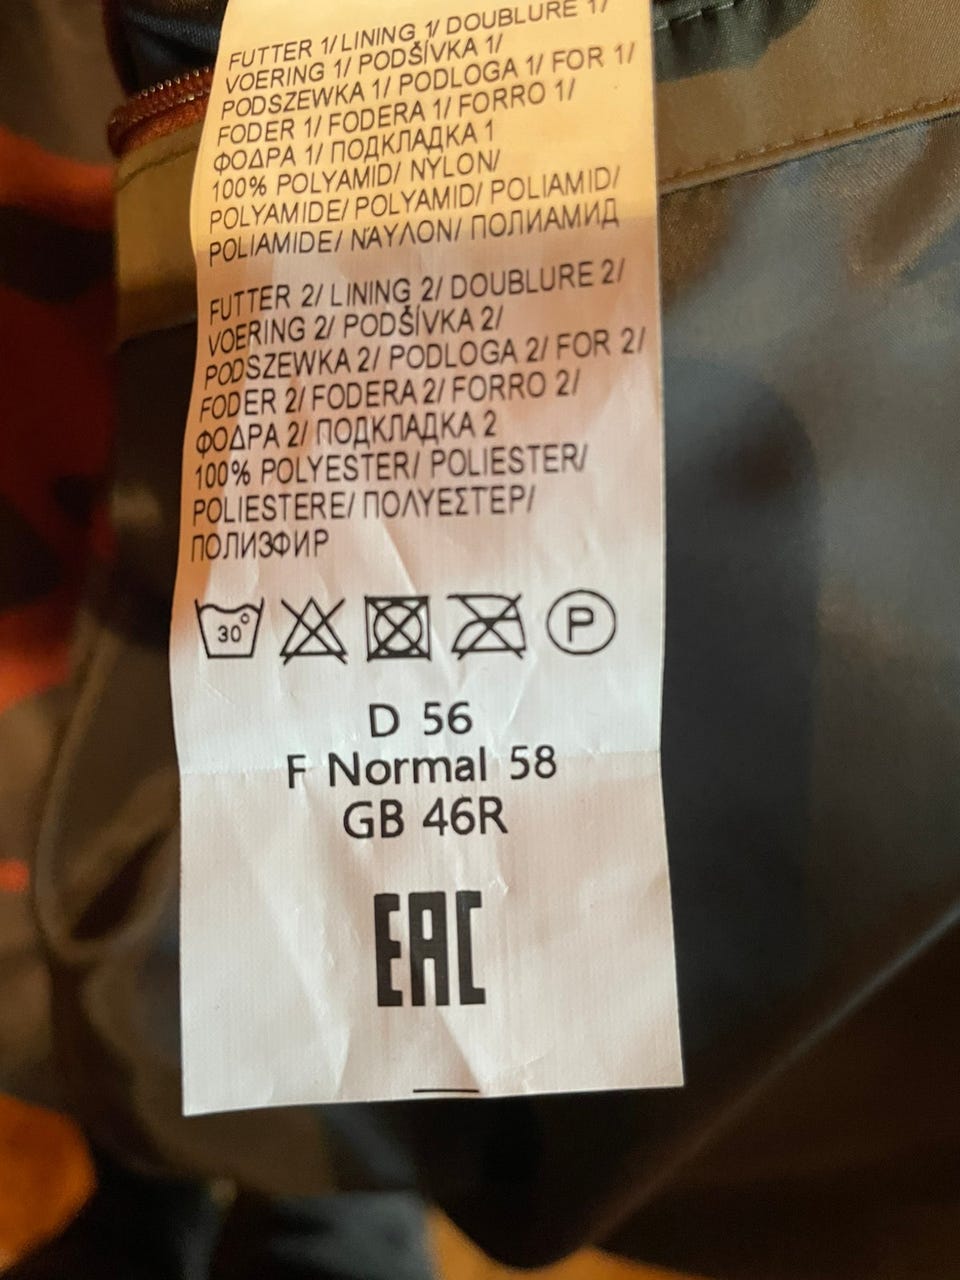 FUTTER 1/ LINING 1/ DOUBLURE 1/
VOERING 1/ PODŠÍVKA 1/
PODSZEWKA 1/ PODLOGA 1/ FOR 1/
FODER 1/ FODERA 1/ FORRO 1/
ΦΟΔΡΑ 1/ ПОДКЛАДКА 1
100% POLYAMID/ NYLON/
POLYAMIDE/ POLYAMID/ POLIAMID/
POLIAMIDE/ ΝΆΥΛΟΝ/ ПОЛИАМИД
FUTTER 2/ LINING 2/ DOUBLURE 2/
VOERING 2/ PODŠÍVKA 2/
PODSZEWKA 2/ PODLOGA 2/ FOR 2/
FODER 2/ FODERA 2/ FORRO 2/
ΦΟΔΡΑ 2/ ПОДКЛАДКА 2
100% POLYESTER/ POLIESTER/
POLIESTERE/ ΠΟΛΥΕΣΤΕΡ/
ПОЛИЭФИР
30° P
D 56
F Normal 58
GB 46R
EAC